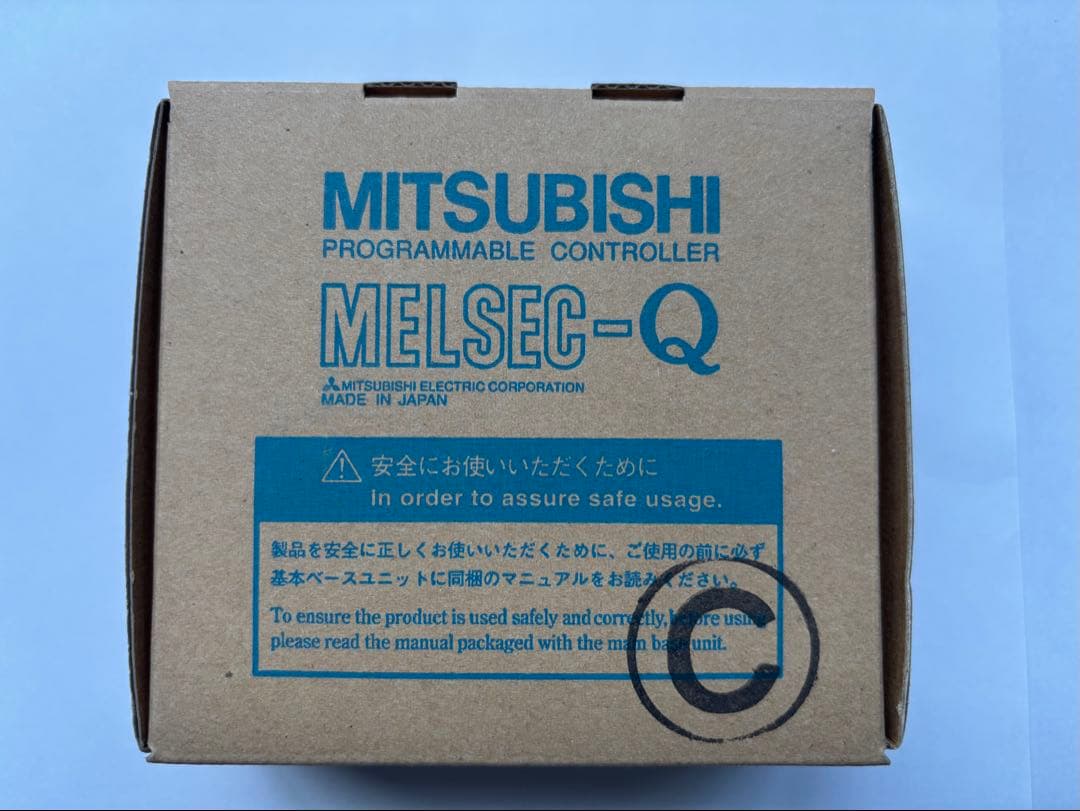 MITSUBISHI
PROGRAMMABLE CONTROLLER
MELSEC-Q
MITSUBISHI ELECTRIC CORPORATION
MADE IN JAPAN
安全にお使いいただくために
In order to assure safe usage.
製品を安全に正しくお使いいただくために、ご使用の前に必ず
基本ベースユニットに同梱のマニュアルをお読みください。
To ensure the product is used safely and correctly, before using
please read the manual packaged with the main base unit.
C